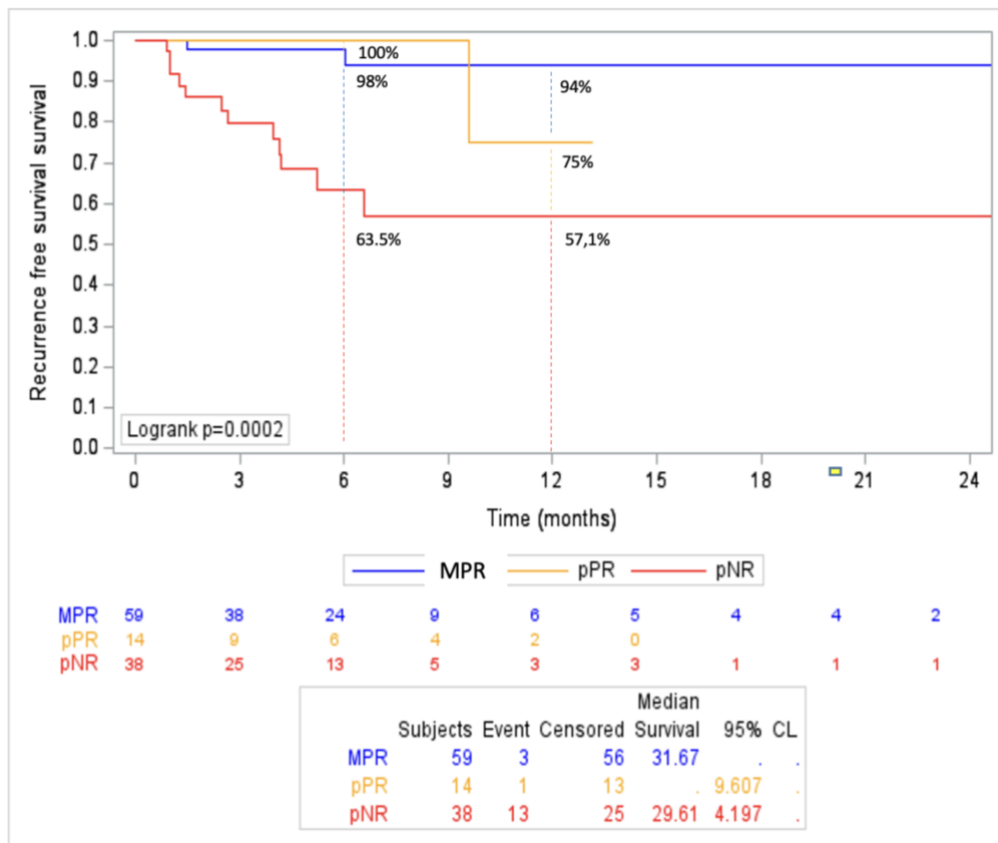 Recurrence free survival survival
1.0
0.9
0.8
0.7
0.6
0.5
0.4
0.3
0.2
0.1
0.0
100%
98%
94%
75%
63.5%
57,1%
Logrank p=0.0002
0 3 6 9 12 15 18 21 24
Time (months)
MPR pPR pNR
MPR 59 38 24 9 6 5 4 4 2
pPR 14 9 6 4 2 0
pNR 38 25 13 5 3 3 1 1 1
Median
Subjects Event Censored Survival 95% CL
MPR 59 3 56 31.67 . .
pPR 14 1 13 . 9.607 .
pNR 38 13 25 29.61 4.197 .